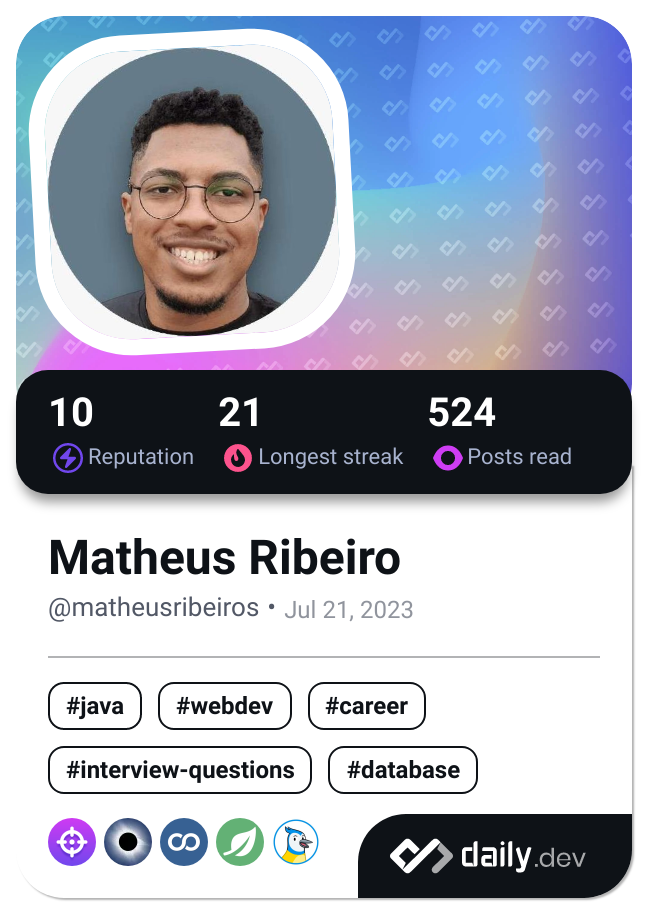 10 21 524
Reputation Longest streak Posts read
Matheus Ribeiro
@matheusribeiros • Jul 21, 2023
#java #webdev #career
#interview-questions #database
daily.dev